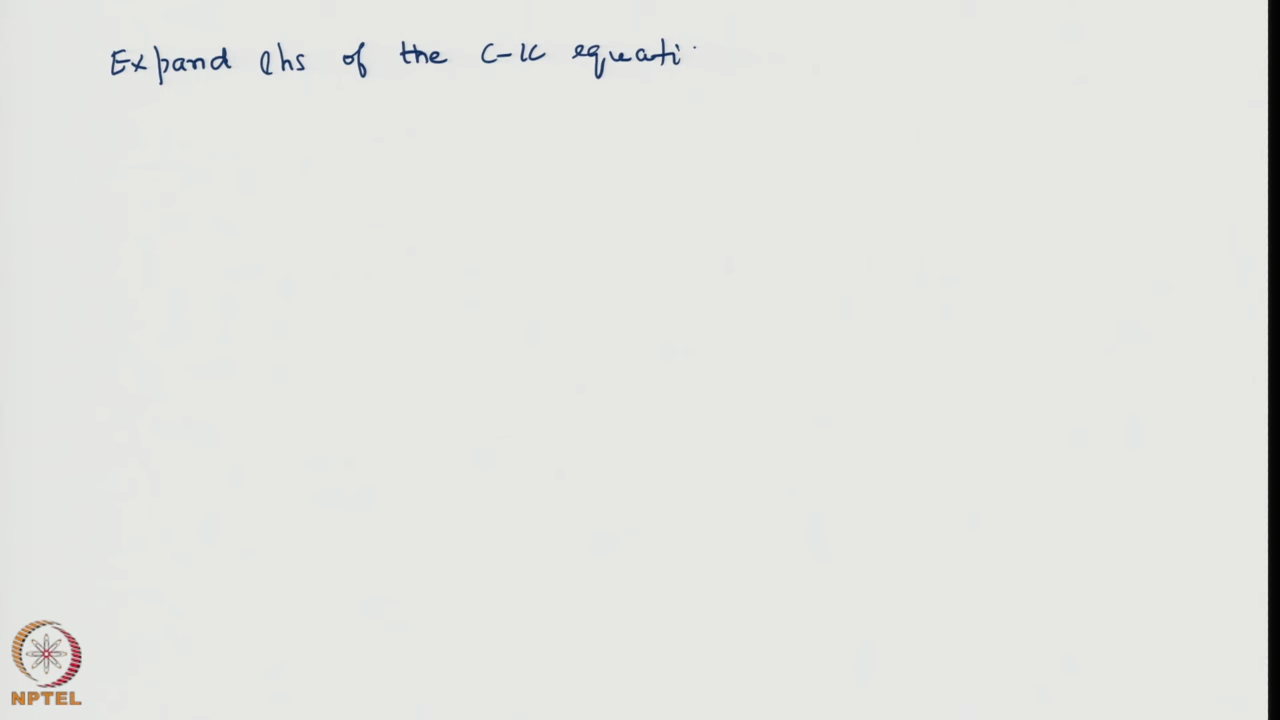 Expand lhs of the C-K equati
NPTEL